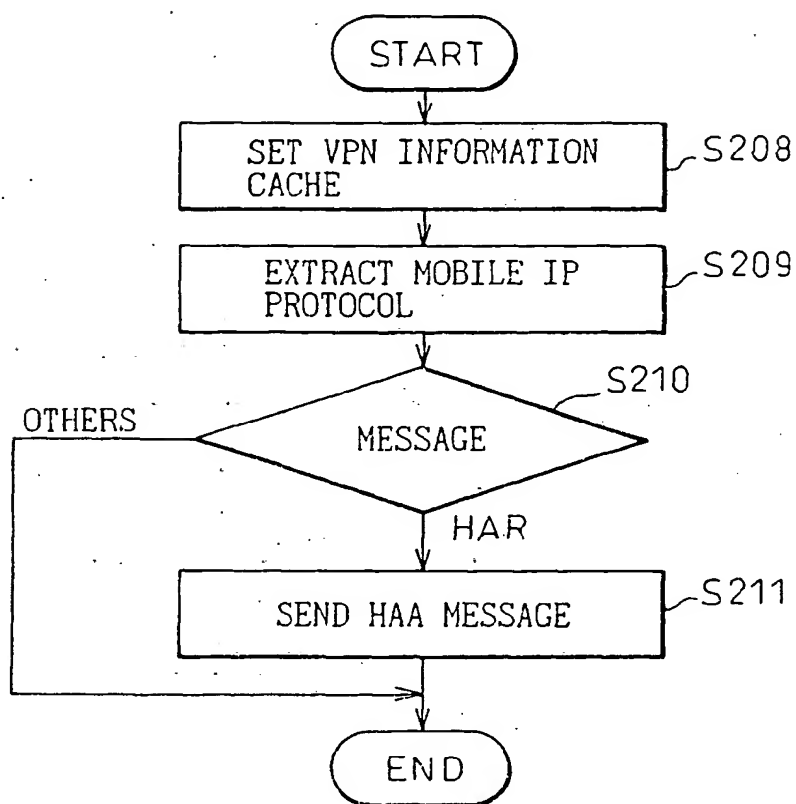 START
SET VPN INFORMATION
CACHE
S208
EXTRACT MOBILE IP
PROTOCOL
S209
S210
OTHERS
MESSAGE
HAR
SEND HAA MESSAGE
S211
END